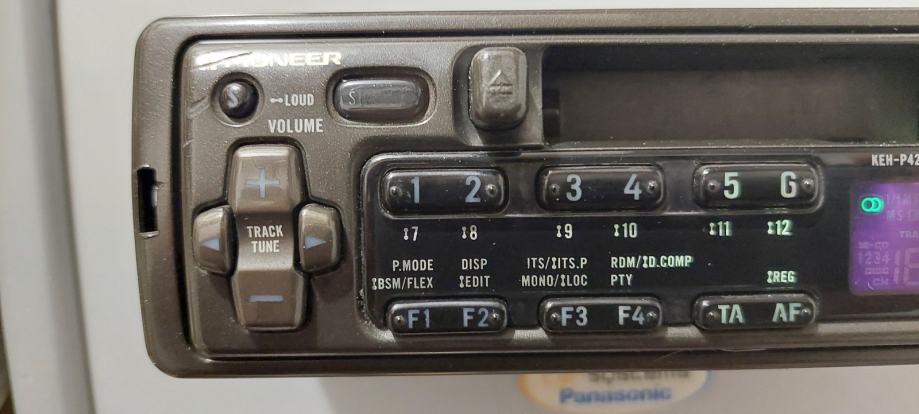 PIONEER
S
LOUD
VOLUME
KEH-P42
1 2 3 4 5 6
7 8 9 10 11 12
TRACK
TUNE
P.MODE DISP ITS/ITS.P RDM/D.COMP
BSM/FLEX EDIT MONO/LOC PTY REG
1234
DISC
F1 F2 F3 F4 TA AF
Panasonic